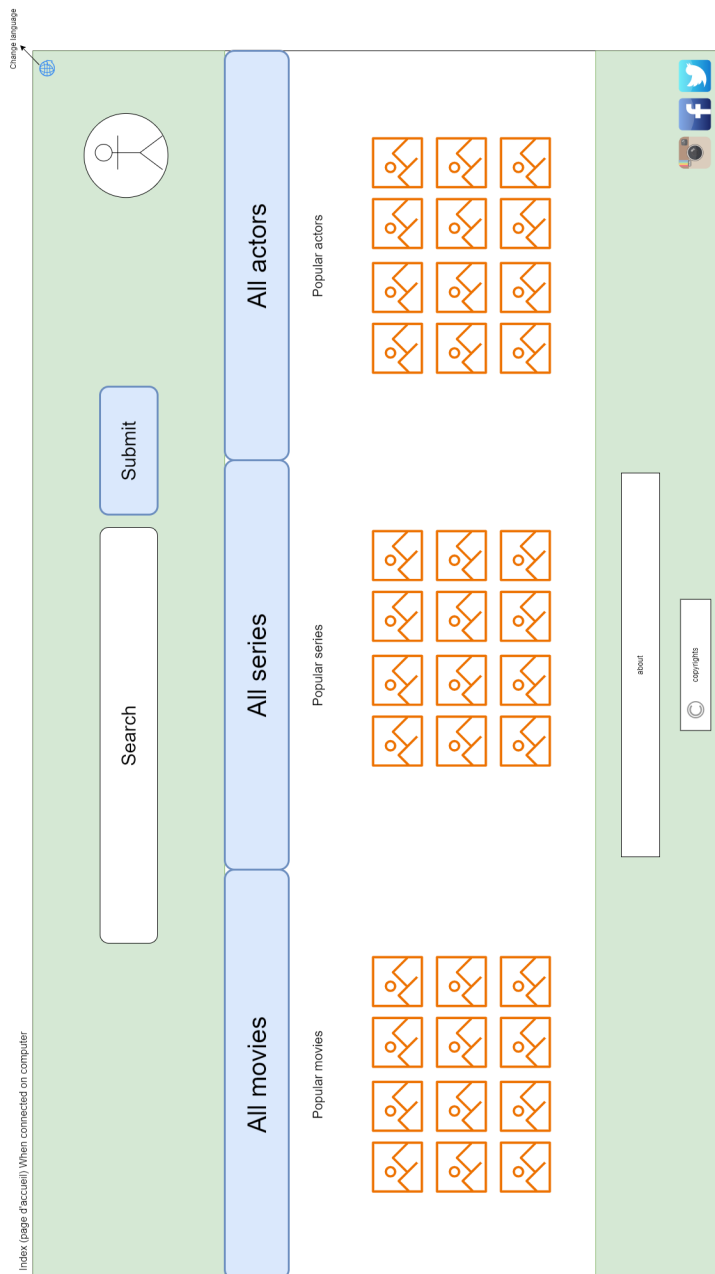 Index (page d'accueil) When connected on computer
Change language
Search
Submit
All movies
All series
All actors
Popular movies
Popular series
Popular actors
about
© copyrights